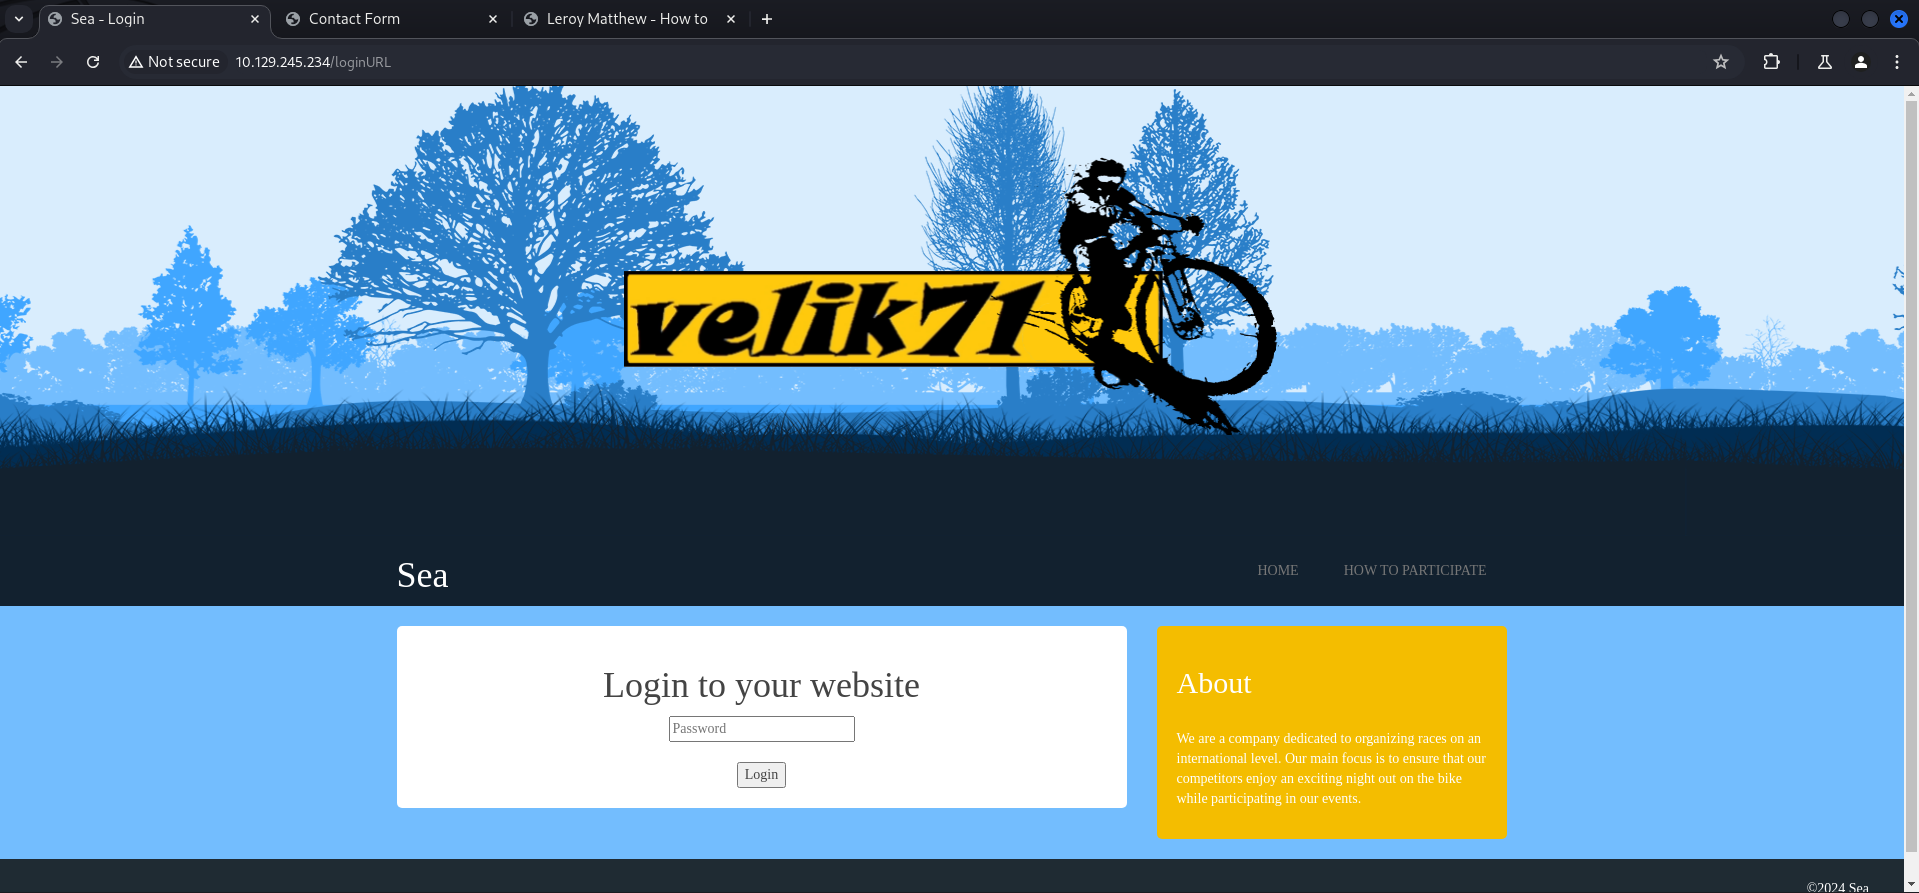 Sea - Login
Contact Form
Leroy Matthew - How to
Not secure
10.129.245.234/loginURL
velik71
Sea
HOME
HOW TO PARTICIPATE
Login to your website
Password
Login
About
We are a company dedicated to organizing races on an
international level. Our main focus is to ensure that our
competitors enjoy an exciting night out on the bike
while participating in our events.
©2024 Sea